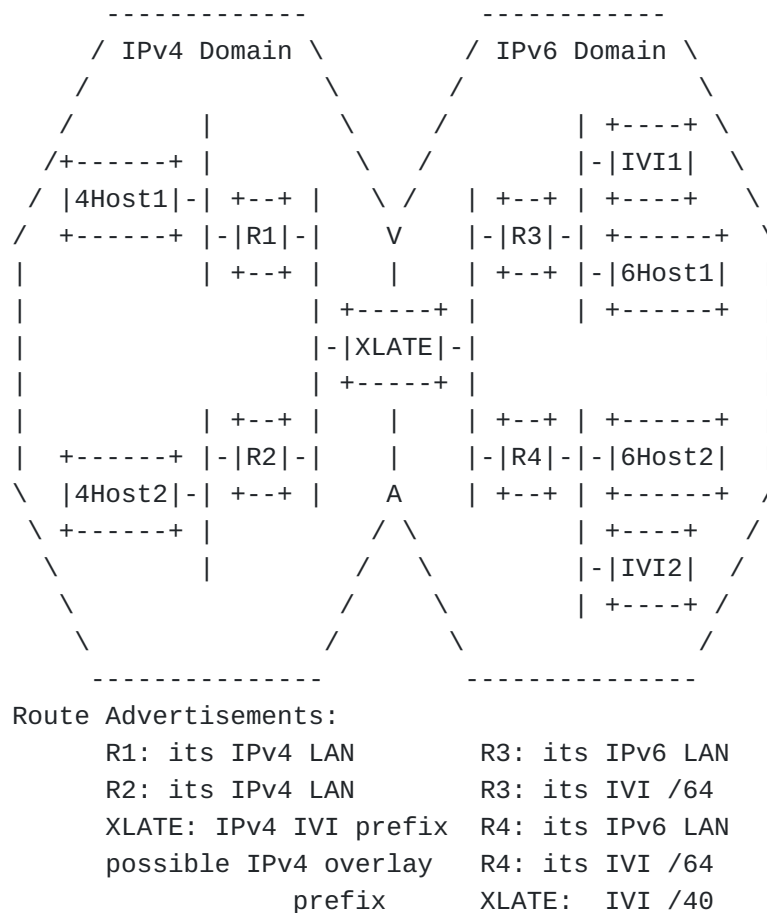 -------------           ------------
     / IPv4 Domain \         / IPv6 Domain \
    /               \       /               \
   /        |        \     /         | +----+ \
  /+------+ |         \   /          |-|IVI1|  \
 / |4Host1|-| +--+ |   \ /   | +--+ | +----+    \
/  +------+ |-|R1|-|    V    |-|R3|-| +------+  \
|           | +--+ |    |    | +--+ |-|6Host1|
|                  | +-----+ |      | +------+
|                  |-|XLATE|-|
|                  | +-----+ |
|           | +--+ |    |    | +--+ | +------+
|  +------+ |-|R2|-|    |    |-|R4|-|-|6Host2|
\  |4Host2|-| +--+ |    A    | +--+ | +------+  /
 \ +------+ |          / \          | +----+   /
  \         |         /   \         |-|IVI2|  /
   \                 /     \        | +----+ /
    \               /       \               /
     ---------------         ---------------
Route Advertisements:
      R1: its IPv4 LAN        R3: its IPv6 LAN
      R2: its IPv4 LAN        R3: its IVI /64
      XLATE: IPv4 IVI prefix  R4: its IPv6 LAN
      possible IPv4 overlay   R4: its IVI /64
                  prefix      XLATE:  IVI /40